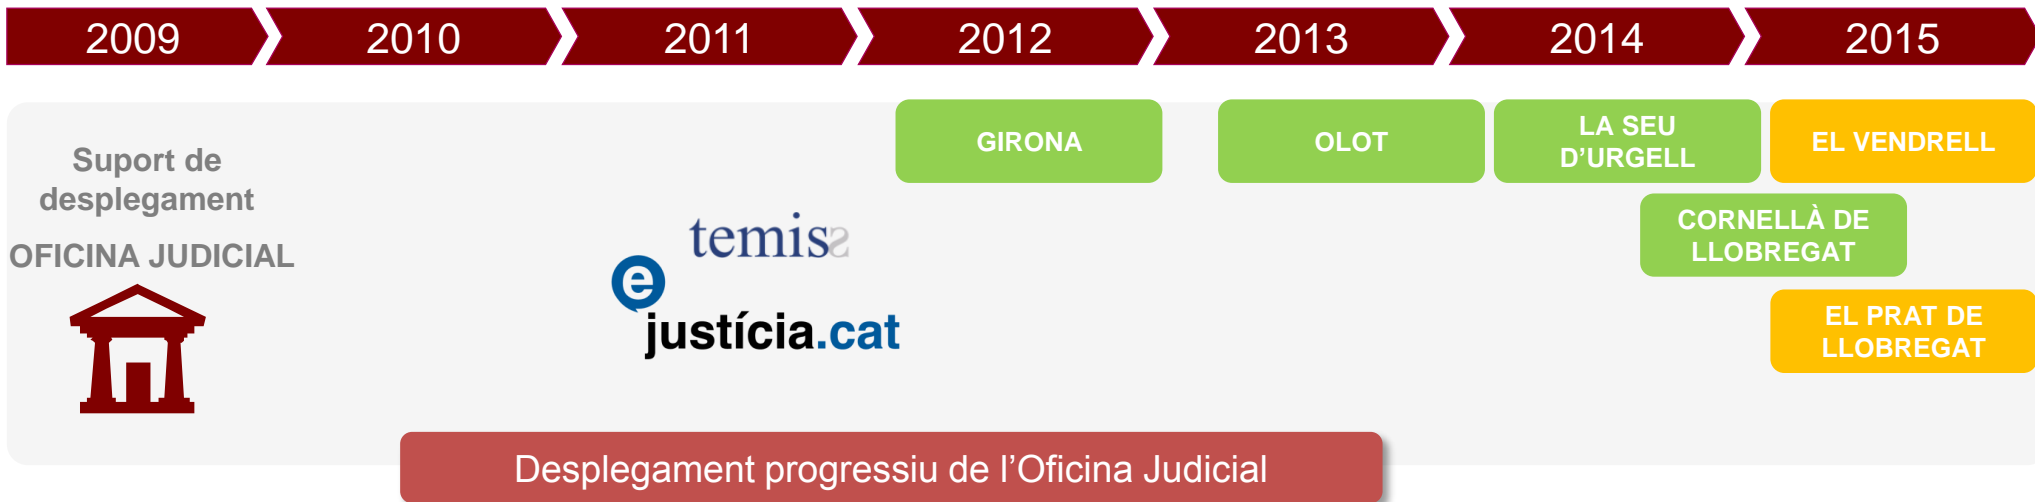 2009
2010
2011
2012
2013
2014
2015
Suport de
desplegament
OFICINA JUDICIAL
temiss
e
justícia.cat
GIRONA
OLOT
LA SEU
D’URGELL
EL VENDRELL
CORNELLÀ DE
LLOBREGAT
EL PRAT DE
LLOBREGAT
Desplegament progressiu de l’Oficina Judicial